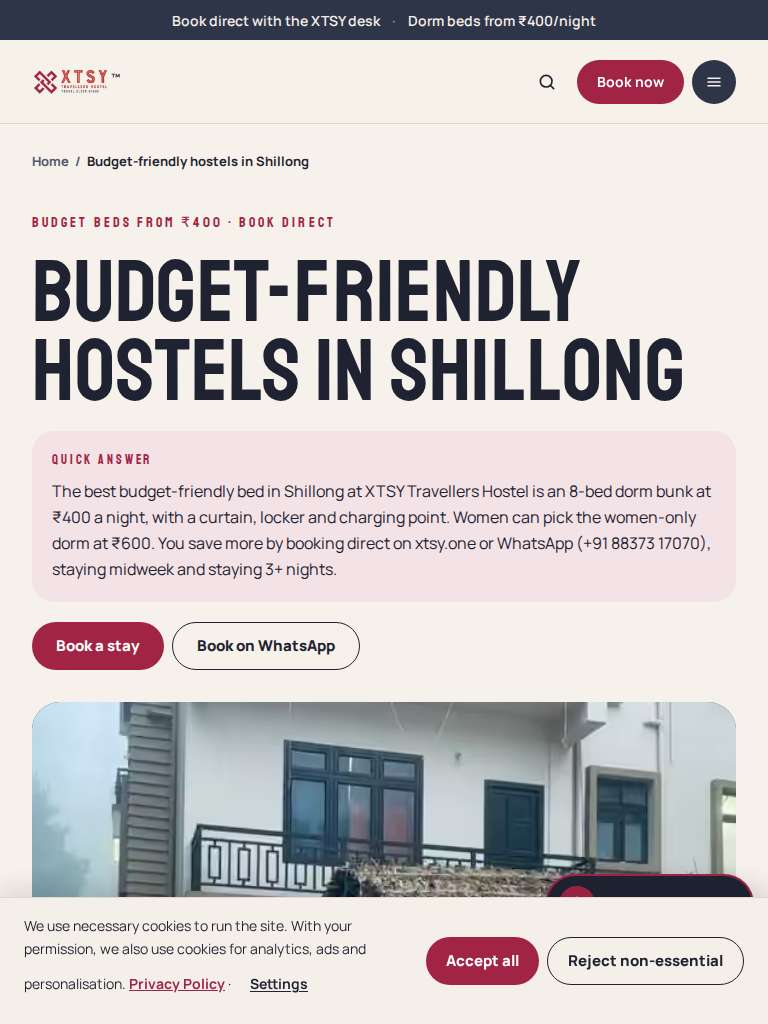 Book direct with the XTSY desk · Dorm beds from ₹400/night
XTSY™
TRAVELLERS HOSTEL
Book now
Home / Budget-friendly hostels in Shillong
BUDGET BEDS FROM ₹400 · BOOK DIRECT
BUDGET-FRIENDLY
HOSTELS IN SHILLONG
QUICK ANSWER
The best budget-friendly bed in Shillong at XTSY Travellers Hostel is an 8-bed dorm bunk at
₹400 a night, with a curtain, locker and charging point. Women can pick the women-only
dorm at ₹600. You save more by booking direct on xtsy.one or WhatsApp (+91 88373 17070),
staying midweek and staying 3+ nights.
Book a stay
Book on WhatsApp
We use necessary cookies to run the site. With your
permission, we also use cookies for analytics, ads and
personalisation. Privacy Policy · Settings
Accept all
Reject non-essential